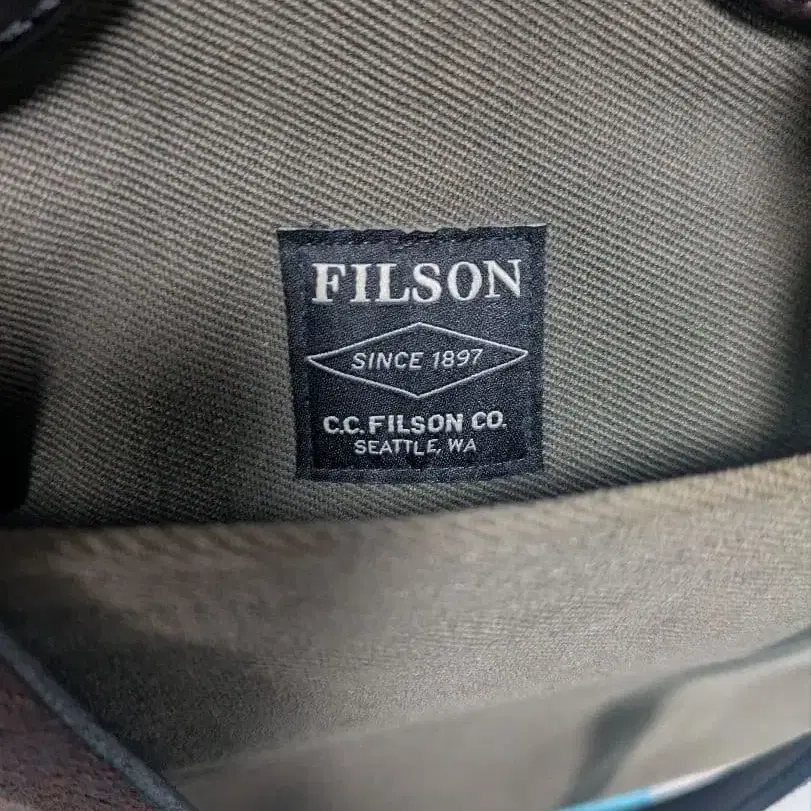 FILSON
SINCE 1897
C.C. FILSON CO.
SEATTLE, WA